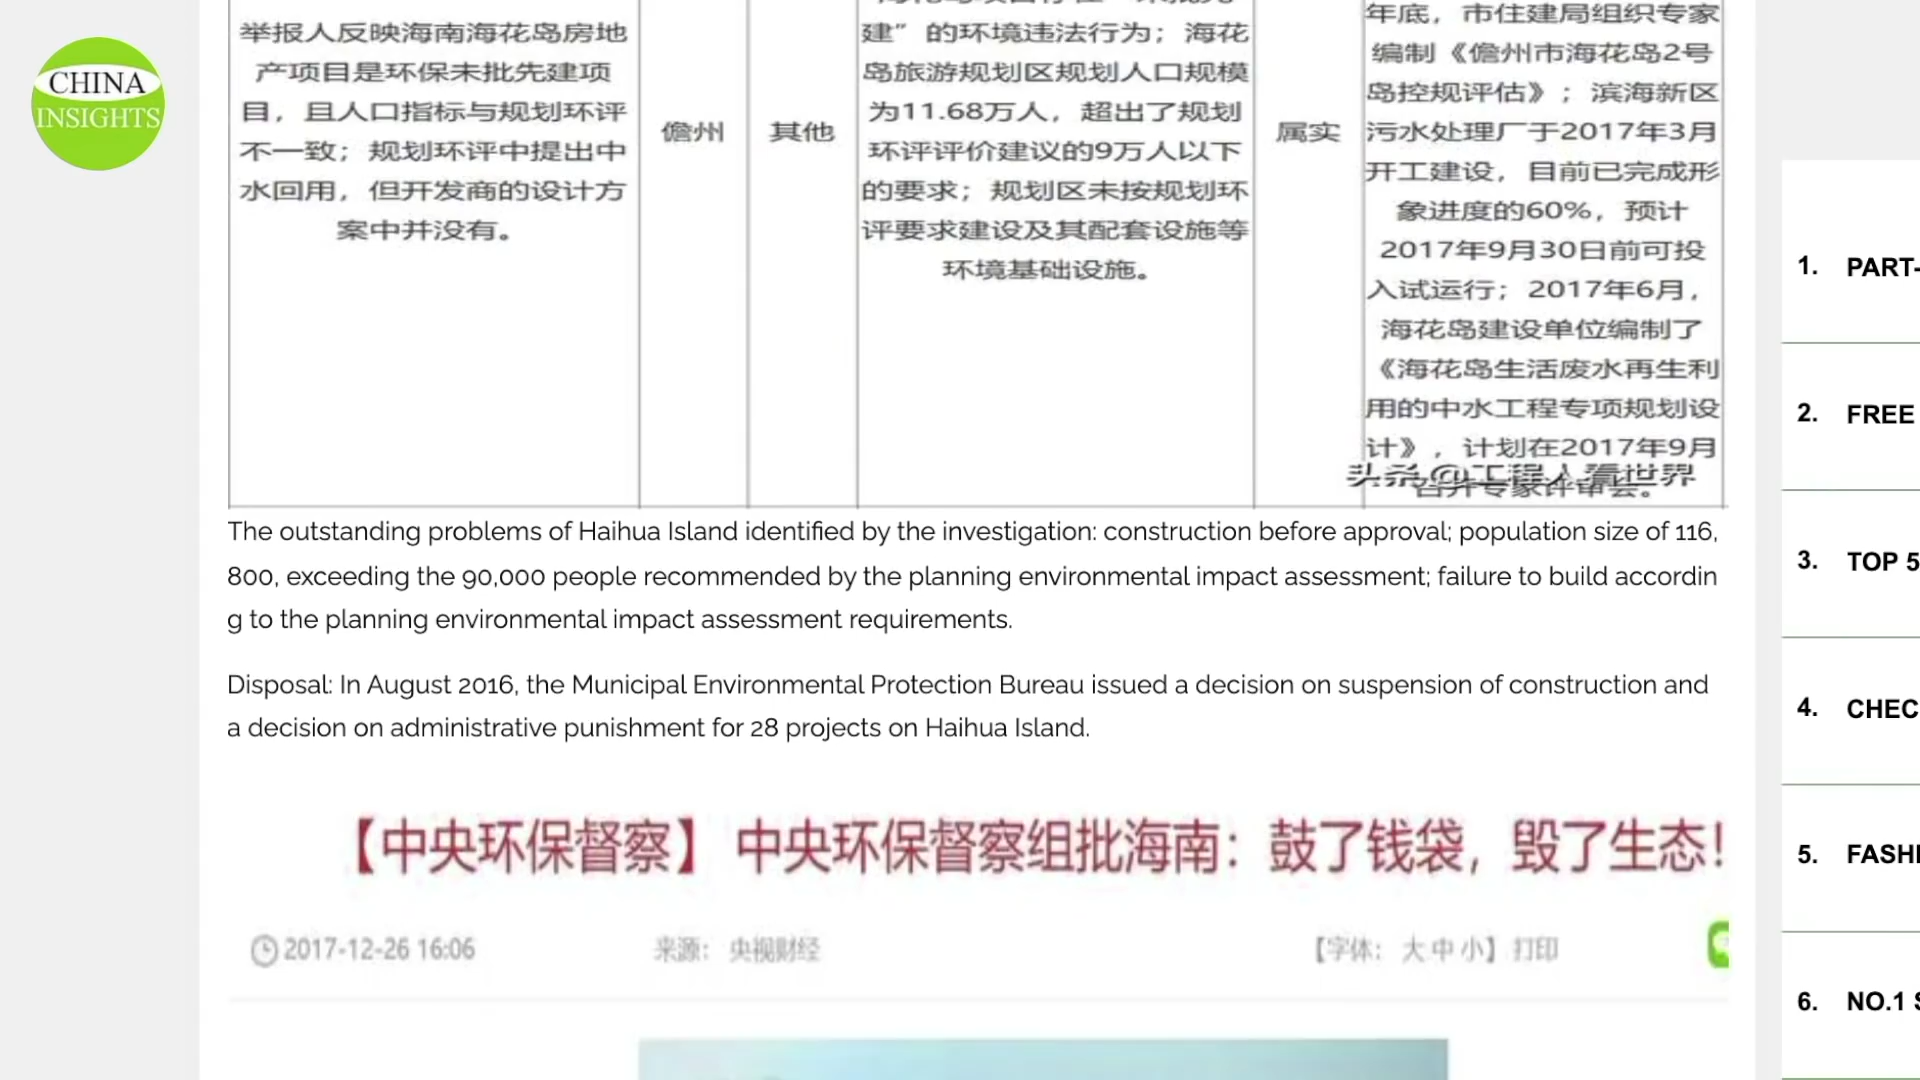 CHINA
INSIGHTS
举报人反映海南海花岛房地
产项目是环保未批先建项
目，且人口指标与规划环评
不一致；规划环评中提出中
水回用，但开发商的设计方
案中并没有。
儋州
其他
建”的环境违法行为；海花
岛旅游规划区规划人口规模
为11.68万人，超出了规划
环评评价建议的9万人以下
的要求；规划区未按规划环
评要求建设及其配套设施等
环境基础设施。
属实
年底，市住建局组织专家
编制《儋州市海花岛2号
岛控规评估》；滨海新区
污水处理厂于2017年3月
开工建设，目前已完成形
象进度的60%，预计
2017年9月30日前可投
入试运行；2017年6月，
海花岛建设单位编制了
《海花岛生活废水再生利
用的中水工程专项规划设
计》，计划在2017年9月
召开专家评审会。
头条@工程人看世界
The outstanding problems of Haihua Island identified by the investigation: construction before approval; population size of 116,
800, exceeding the 90,000 people recommended by the planning environmental impact assessment; failure to build accordin
g to the planning environmental impact assessment requirements.
Disposal: In August 2016, the Municipal Environmental Protection Bureau issued a decision on suspension of construction and
a decision on administrative punishment for 28 projects on Haihua Island.
【中央环保督察】 中央环保督察组批海南：鼓了钱袋，毁了生态！
2017-12-26 16:06
来源： 央视财经
【字体： 大 中 小】 打印
1. PART-
2. FREE
3. TOP 5
4. CHEC
5. FASHI
6. NO.1